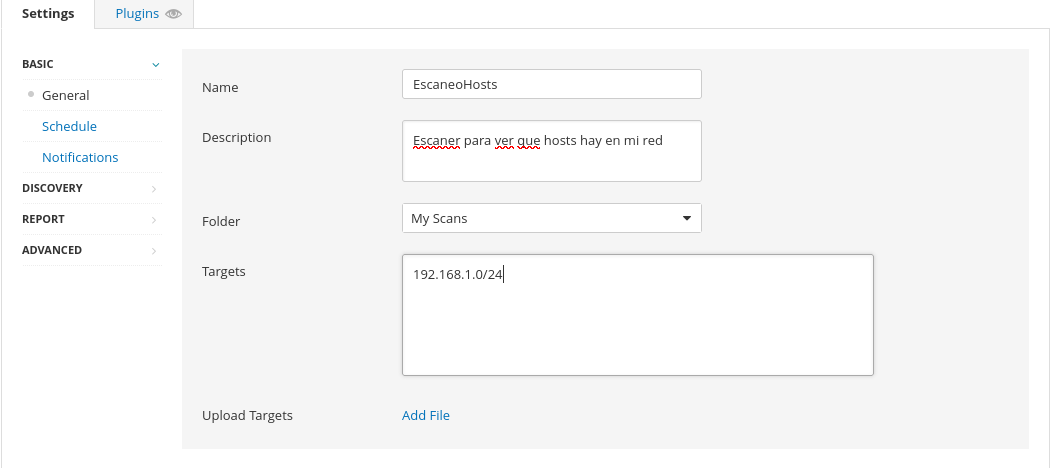 Settings
Plugins
BASIC
General
Schedule
Notifications
DISCOVERY
REPORT
ADVANCED
Name
EscaneoHosts
Description
Escaner para ver que hosts hay en mi red
Folder
My Scans
Targets
192.168.1.0/24
Upload Targets
Add File